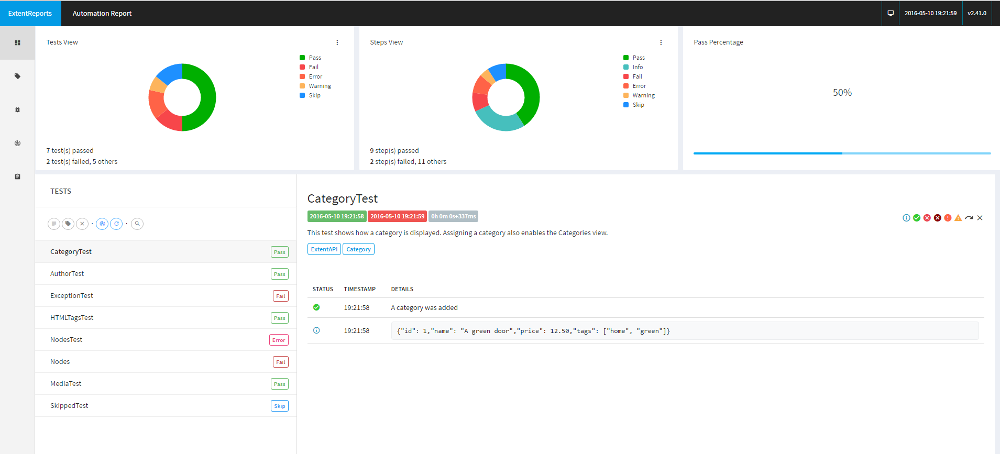 ExtentReports
Automation Report
2016-05-10 19:21:59
v2.41.0
Tests View
Pass
Fail
Error
Warning
Skip
7 test(s) passed
2 test(s) failed, 5 others
Steps View
Pass
Info
Fail
Error
Warning
Skip
9 step(s) passed
2 step(s) failed, 11 others
Pass Percentage
50%
TESTS
CategoryTest Pass
AuthorTest Pass
ExceptionTest Fail
HTMLTagsTest Pass
NodesTest Error
Nodes Fail
MediaTest Pass
SkippedTest Skip
CategoryTest
2016-05-10 19:21:58 2016-05-10 19:21:59 0h 0m 0s+337ms
This test shows how a category is displayed. Assigning a category also enables the Categories view.
ExtentAPI Category
STATUS TIMESTAMP DETAILS
19:21:58 A category was added
19:21:58 {"id": 1,"name": "A green door","price": 12.50,"tags": ["home", "green"]}